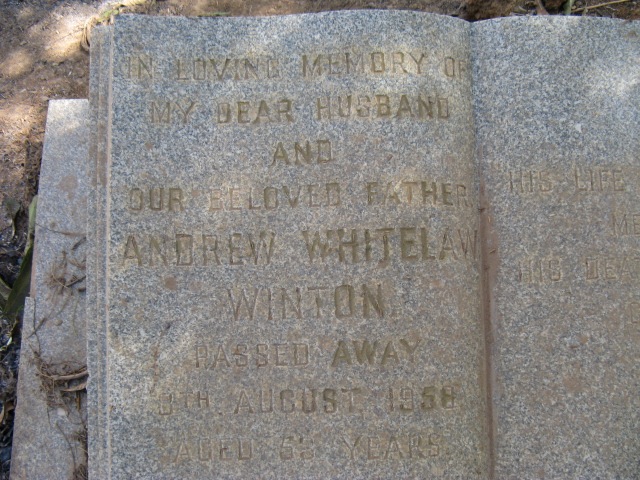 IN LOVING MEMORY OF
MY DEAR HUSBAND
AND
OUR BELOVED FATHER
ANDREW WHITELAW
WINTON.
PASSED AWAY
AUGUST 1958
AGED YEARS
HIS LIFE
HIS